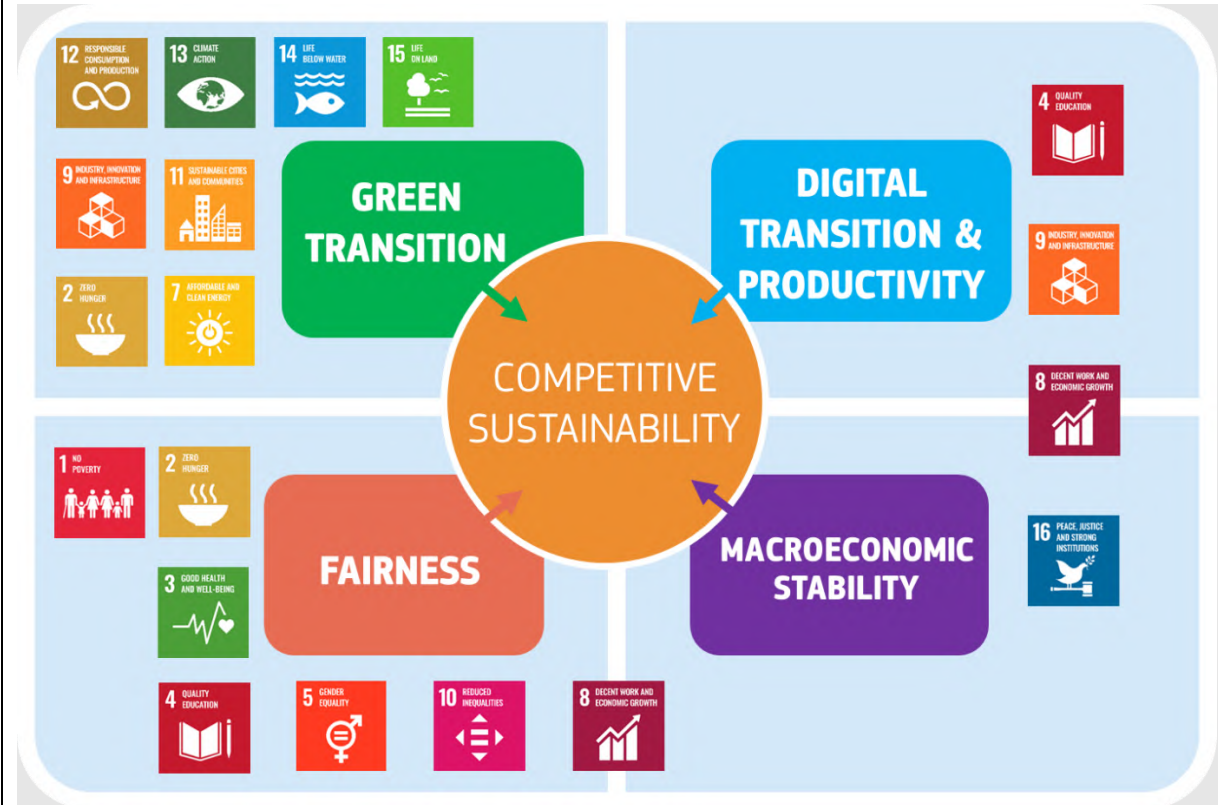 12 RESPONSIBLE
CONSUMPTION
AND PRODUCTION
13 CLIMATE
ACTION
14 LIFE
BELOW WATER
15 LIFE
ON LAND
9 INDUSTRY, INNOVATION
AND INFRASTRUCTURE
11 SUSTAINABLE CITIES
AND COMMUNITIES
2 ZERO
HUNGER
7 AFFORDABLE AND
CLEAN ENERGY
GREEN
TRANSITION
DIGITAL
TRANSITION &
PRODUCTIVITY
4 QUALITY
EDUCATION
9 INDUSTRY, INNOVATION
AND INFRASTRUCTURE
8 DECENT WORK AND
ECONOMIC GROWTH
COMPETITIVE
SUSTAINABILITY
1 NO
POVERTY
2 ZERO
HUNGER
3 GOOD HEALTH
AND WELL-BEING
FAIRNESS
4 QUALITY
EDUCATION
5 GENDER
EQUALITY
10 REDUCED
INEQUALITIES
8 DECENT WORK AND
ECONOMIC GROWTH
MACROECONOMIC
STABILITY
16 PEACE, JUSTICE
AND STRONG
INSTITUTIONS